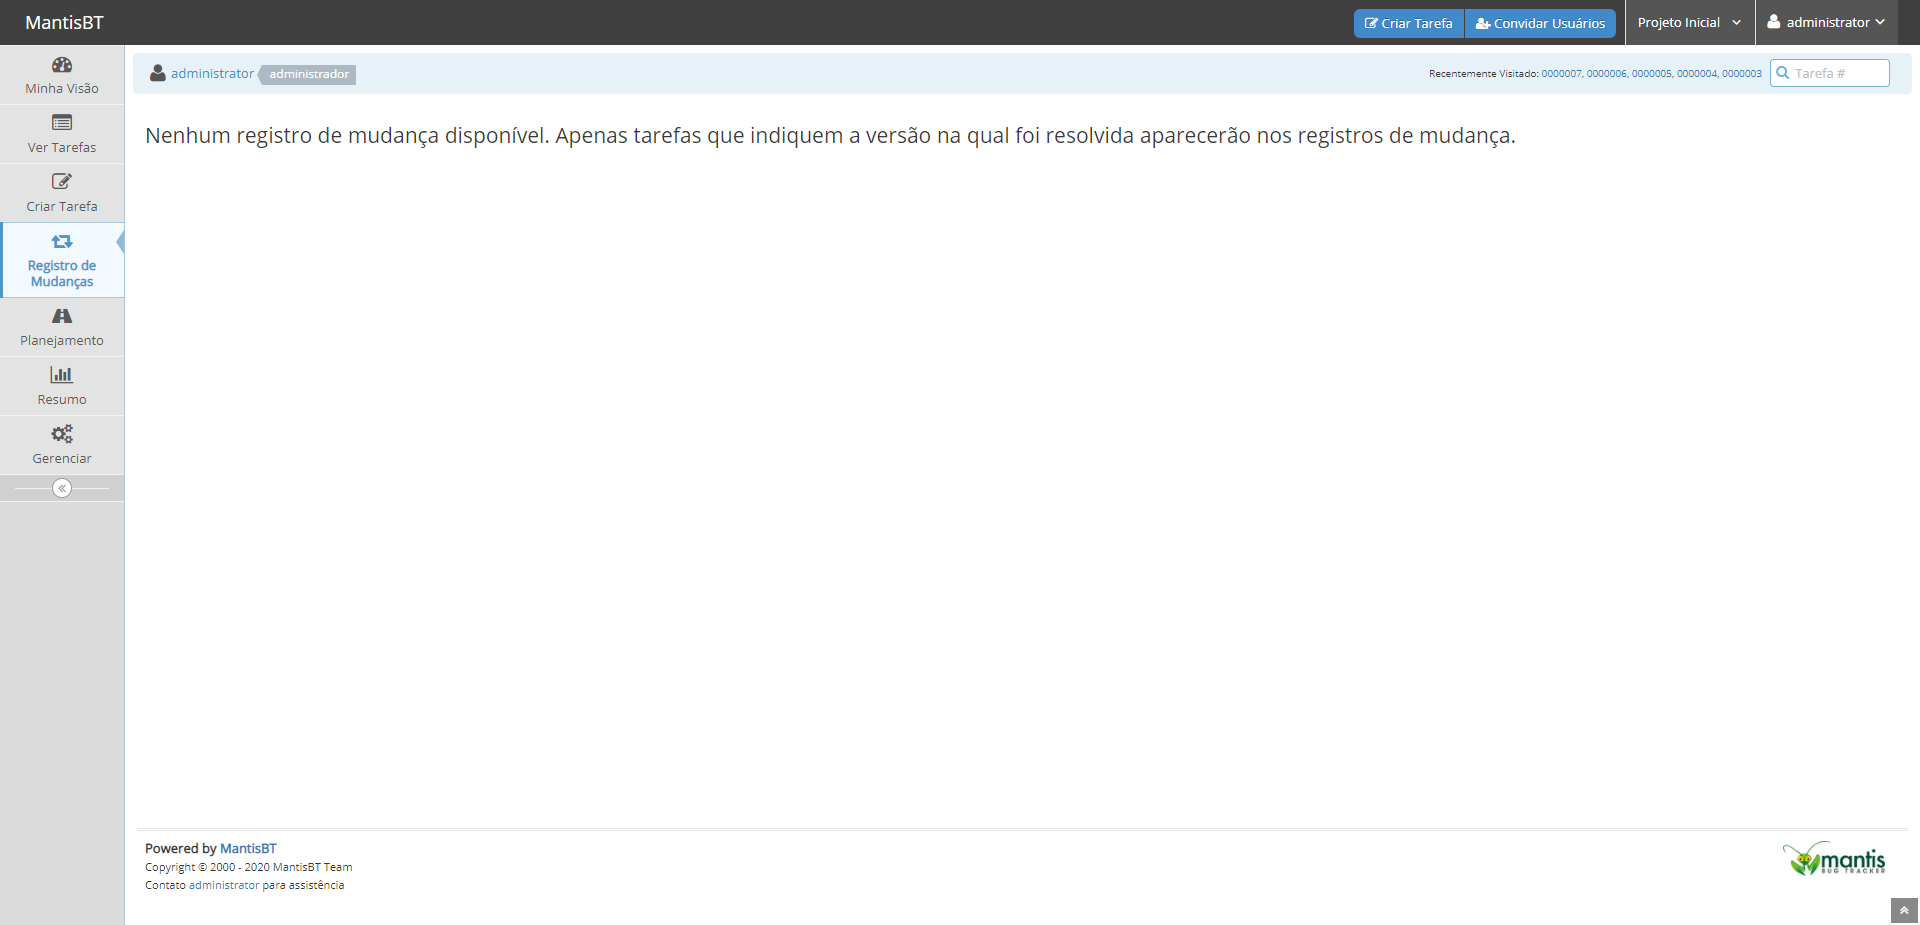 MantisBT
Criar Tarefa
Convidar Usuários
Projeto Inicial
administrator
Minha Visão
Ver Tarefas
Criar Tarefa
Registro de
Mudanças
Planejamento
Resumo
Gerenciar
administrator administrador
Recentemente Visitado: 0000007, 0000006, 0000005, 0000004, 0000003
Tarefa #
Nenhum registro de mudança disponível. Apenas tarefas que indiquem a versão na qual foi resolvida aparecerão nos registros de mudança.
Powered by MantisBT
Copyright © 2000 - 2020 MantisBT Team
Contato administrator para assistência
mantis
BUG TRACKER